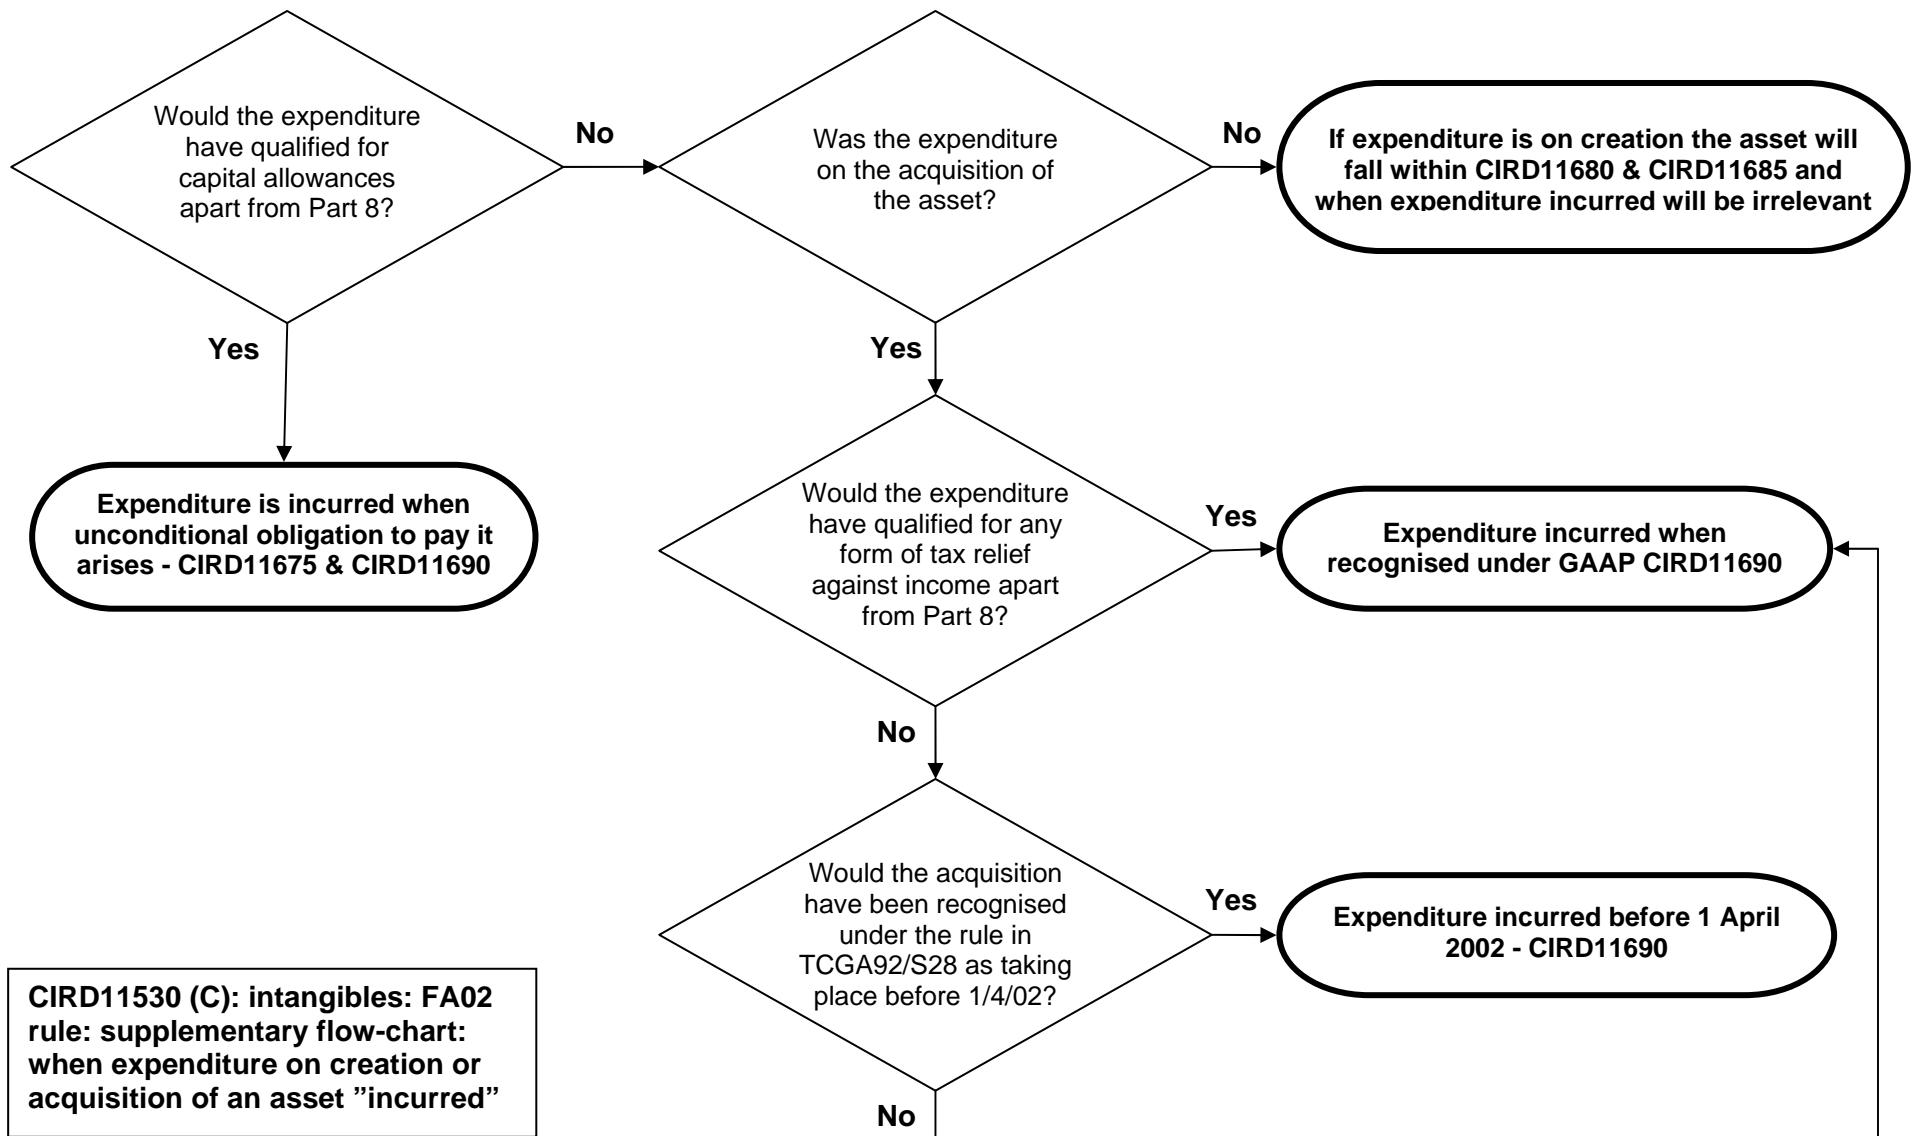 Would the expenditure
have qualified for
capital allowances
apart from Part 8?
No
Was the expenditure
on the acquisition of
the asset?
No
If expenditure is on creation the asset will
fall within CIRD11680 & CIRD11685 and
when expenditure incurred will be irrelevant
Yes
Yes
Expenditure is incurred when
unconditional obligation to pay it
arises - CIRD11675 & CIRD11690
Would the expenditure
have qualified for any
form of tax relief
against income apart
from Part 8?
Yes
Expenditure incurred when
recognised under GAAP CIRD11690
No
Would the acquisition
have been recognised
under the rule in
TCGA92/S28 as taking
place before 1/4/02?
Yes
Expenditure incurred before 1 April
2002 - CIRD11690
CIRD11530 (C): intangibles: FA02
rule: supplementary flow-chart:
when expenditure on creation or
acquisition of an asset ”incurred”
No